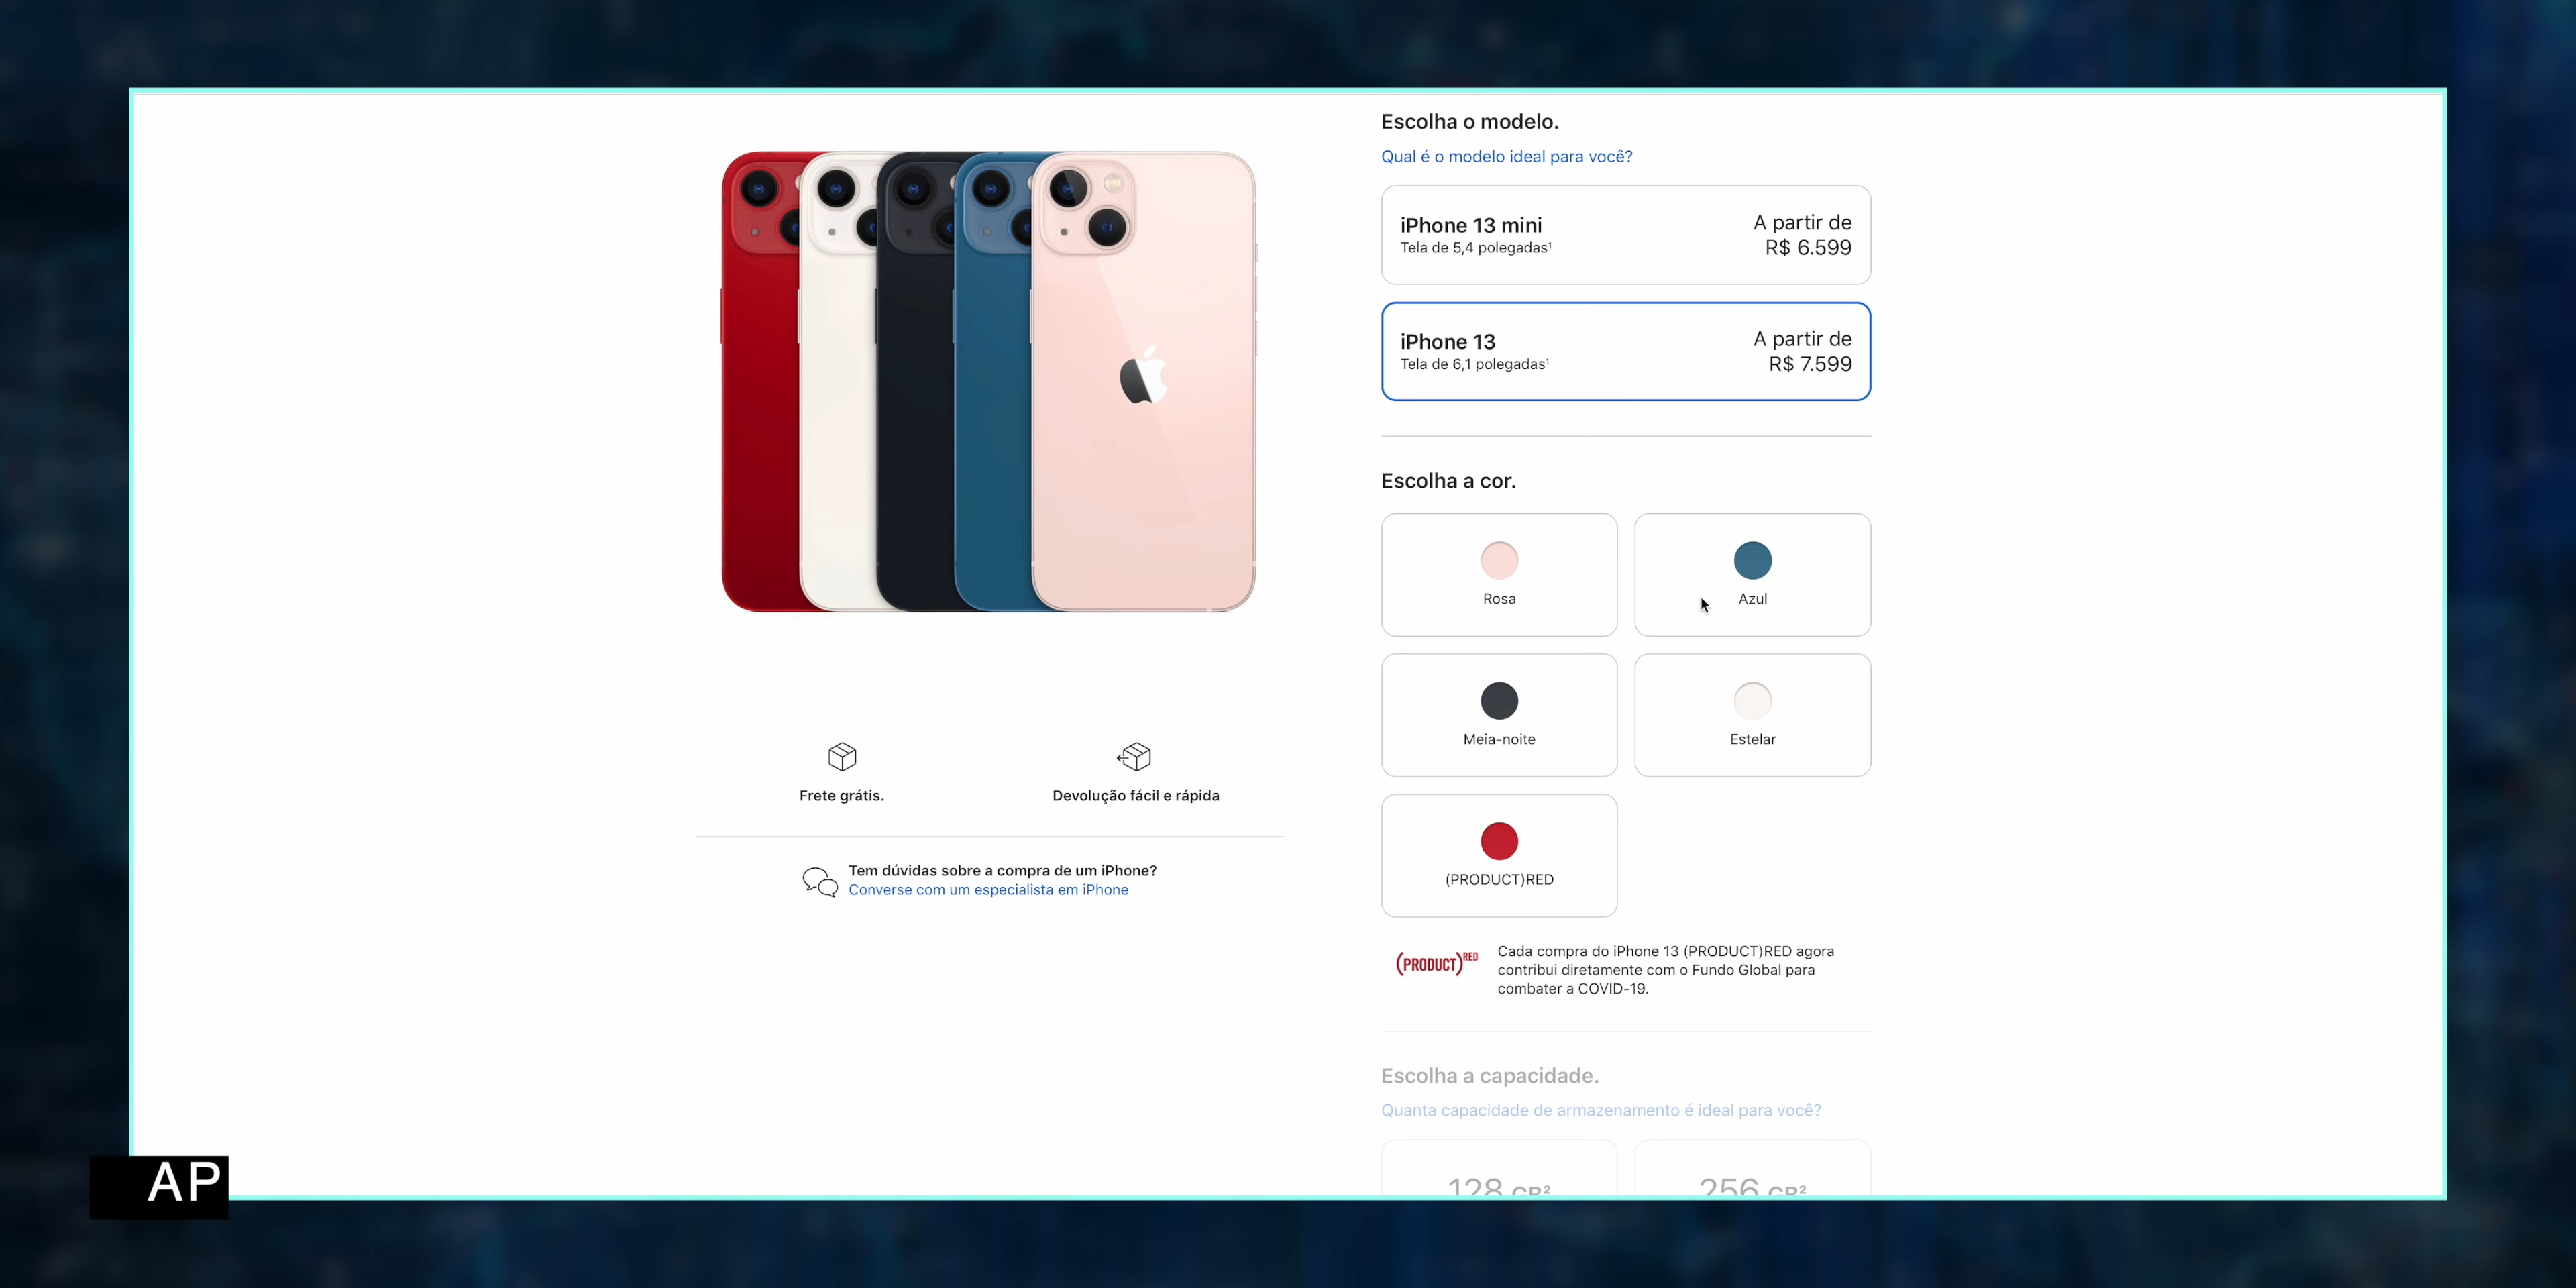 Escolha o modelo.
Qual é o modelo ideal para você?
iPhone 13 mini
Tela de 5,4 polegadas¹
A partir de
R$ 6.599
iPhone 13
Tela de 6,1 polegadas¹
A partir de
R$ 7.599
Escolha a cor.
Rosa
Azul
Meia-noite
Estelar
(PRODUCT)RED
(PRODUCT)RED
Cada compra do iPhone 13 (PRODUCT)RED agora
contribui diretamente com o Fundo Global para
combater a COVID-19.
Escolha a capacidade.
Quanta capacidade de armazenamento é ideal para você?
128 GB²
256 GB²
Frete grátis.
Devolução fácil e rápida
Tem dúvidas sobre a compra de um iPhone?
Converse com um especialista em iPhone
AP